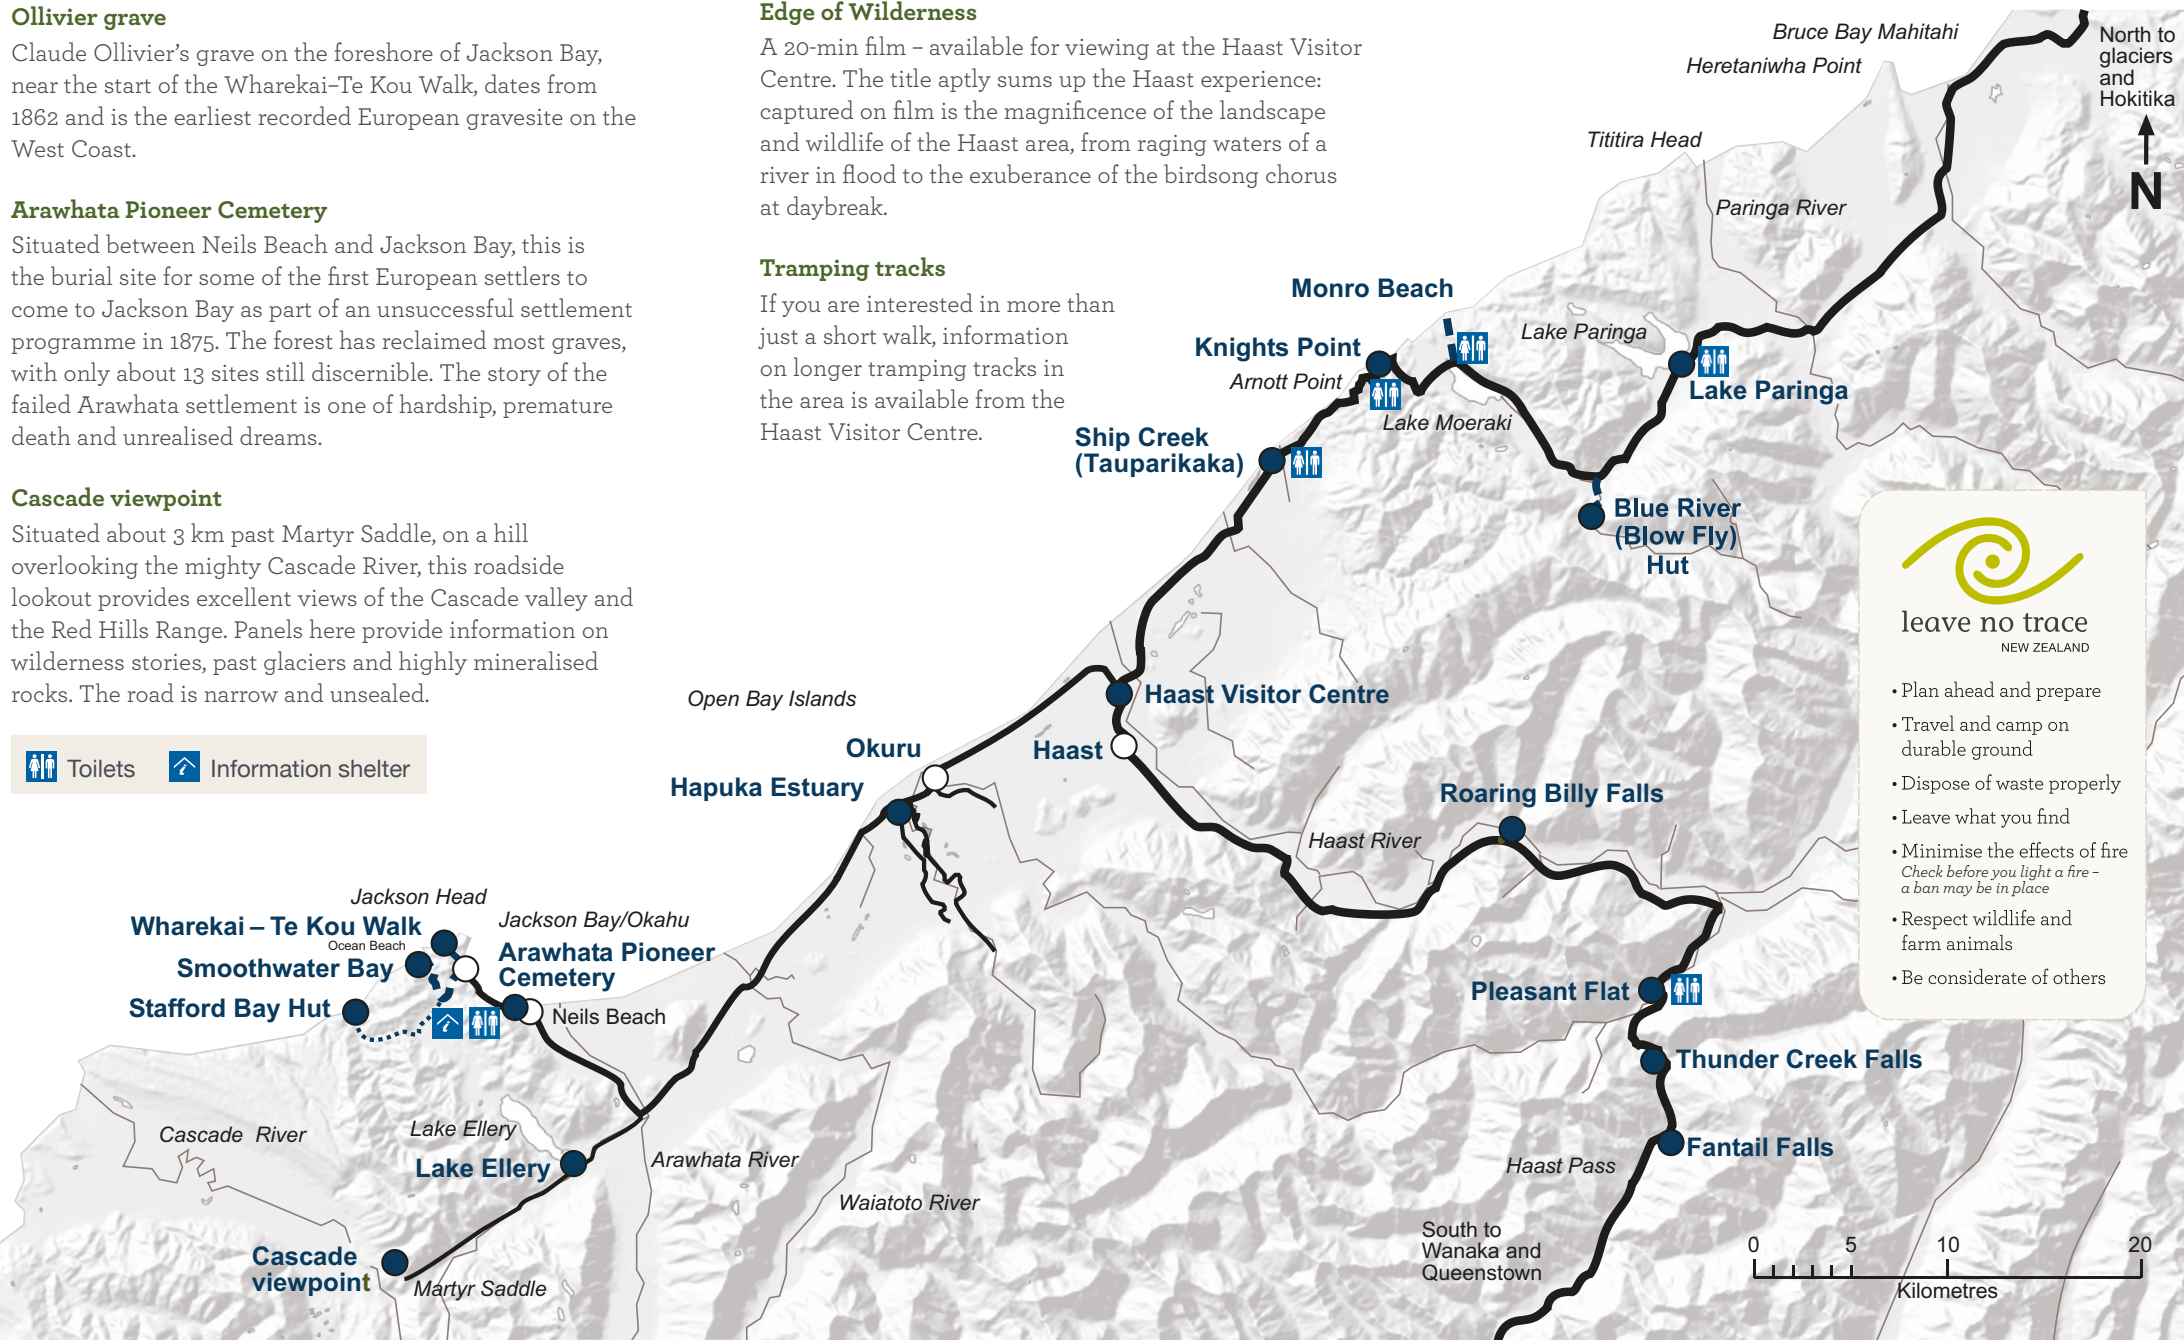 Ollivier grave
Claude Ollivier's grave on the foreshore of Jackson Bay,
near the start of the Wharekai–Te Kou Walk, dates from
1862 and is the earliest recorded European gravesite on the
West Coast.
Arawhata Pioneer Cemetery
Situated between Neils Beach and Jackson Bay, this is
the burial site for some of the first European settlers to
come to Jackson Bay as part of an unsuccessful settlement
programme in 1875. The forest has reclaimed most graves,
with only about 13 sites still discernible. The story of the
failed Arawhata settlement is one of hardship, premature
death and unrealised dreams.
Cascade viewpoint
Situated about 3 km past Martyr Saddle, on a hill
overlooking the mighty Cascade River, this roadside
lookout provides excellent views of the Cascade valley and
the Red Hills Range. Panels here provide information on
wilderness stories, past glaciers and highly mineralised
rocks. The road is narrow and unsealed.
Toilets
Information shelter
Edge of Wilderness
A 20-min film – available for viewing at the Haast Visitor
Centre. The title aptly sums up the Haast experience:
captured on film is the magnificence of the landscape
and wildlife of the Haast area, from raging waters of a
river in flood to the exuberance of the birdsong chorus
at daybreak.
Tramping tracks
If you are interested in more than
just a short walk, information
on longer tramping tracks in
the area is available from the
Haast Visitor Centre.
Bruce Bay Mahitahi
Heretaniwha Point
Tititira Head
Paringa River
North to
glaciers
and
Hokitika
N
Monro Beach
Knights Point
Arnott Point
Lake Paringa
Lake Paringa
Lake Moeraki
Ship Creek
(Tauparikaka)
Blue River
(Blow Fly)
Hut
Open Bay Islands
Haast Visitor Centre
Okuru
Haast
Hapuka Estuary
Roaring Billy Falls
Haast River
Jackson Head
Wharekai – Te Kou Walk
Jackson Bay/Okahu
Ocean Beach
Arawhata Pioneer
Cemetery
Smoothwater Bay
Stafford Bay Hut
Neils Beach
Pleasant Flat
Thunder Creek Falls
Cascade River
Lake Ellery
Lake Ellery
Arawhata River
Waiatoto River
Haast Pass
Fantail Falls
Cascade
viewpoint
Martyr Saddle
South to
Wanaka and
Queenstown
leave no trace
NEW ZEALAND
• Plan ahead and prepare
• Travel and camp on
durable ground
• Dispose of waste properly
• Leave what you find
• Minimise the effects of fire
Check before you light a fire –
a ban may be in place
• Respect wildlife and
farm animals
• Be considerate of others
0 5 10 20
Kilometres